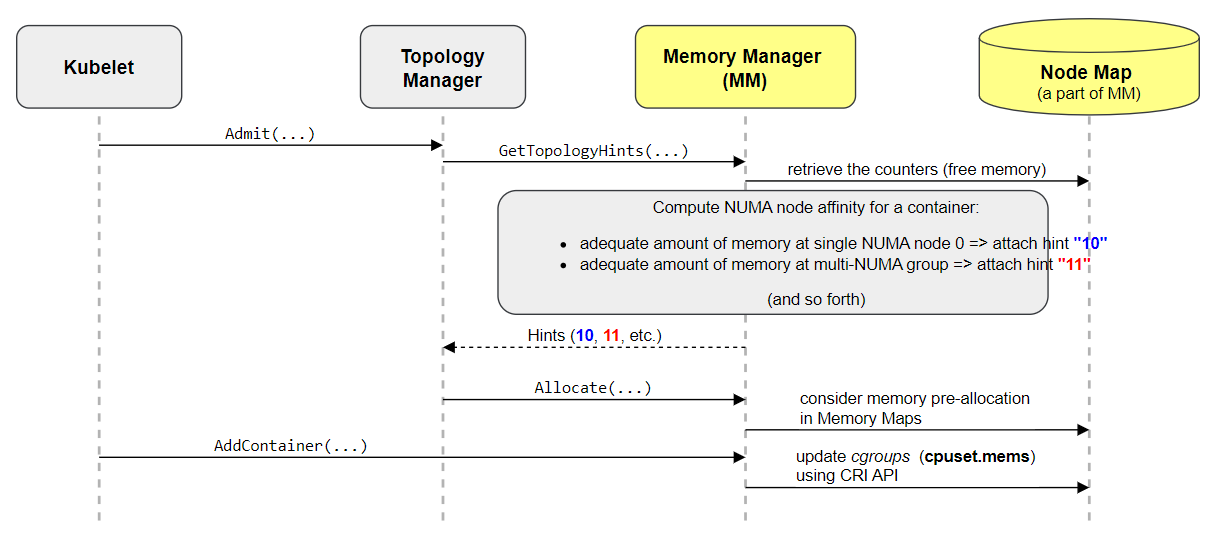 Kubelet
Topology
Manager
Memory Manager
(MM)
Node Map
(a part of MM)
Admit(...)
GetTopologyHints(...)
retrieve the counters (free memory)
Compute NUMA node affinity for a container:
• adequate amount of memory at single NUMA node 0 => attach hint "10"
• adequate amount of memory at multi-NUMA group => attach hint "11"
(and so forth)
Hints (10, 11, etc.)
Allocate(...)
consider memory pre-allocation
in Memory Maps
AddContainer(...)
update cgroups (cpuset.mems)
using CRI API